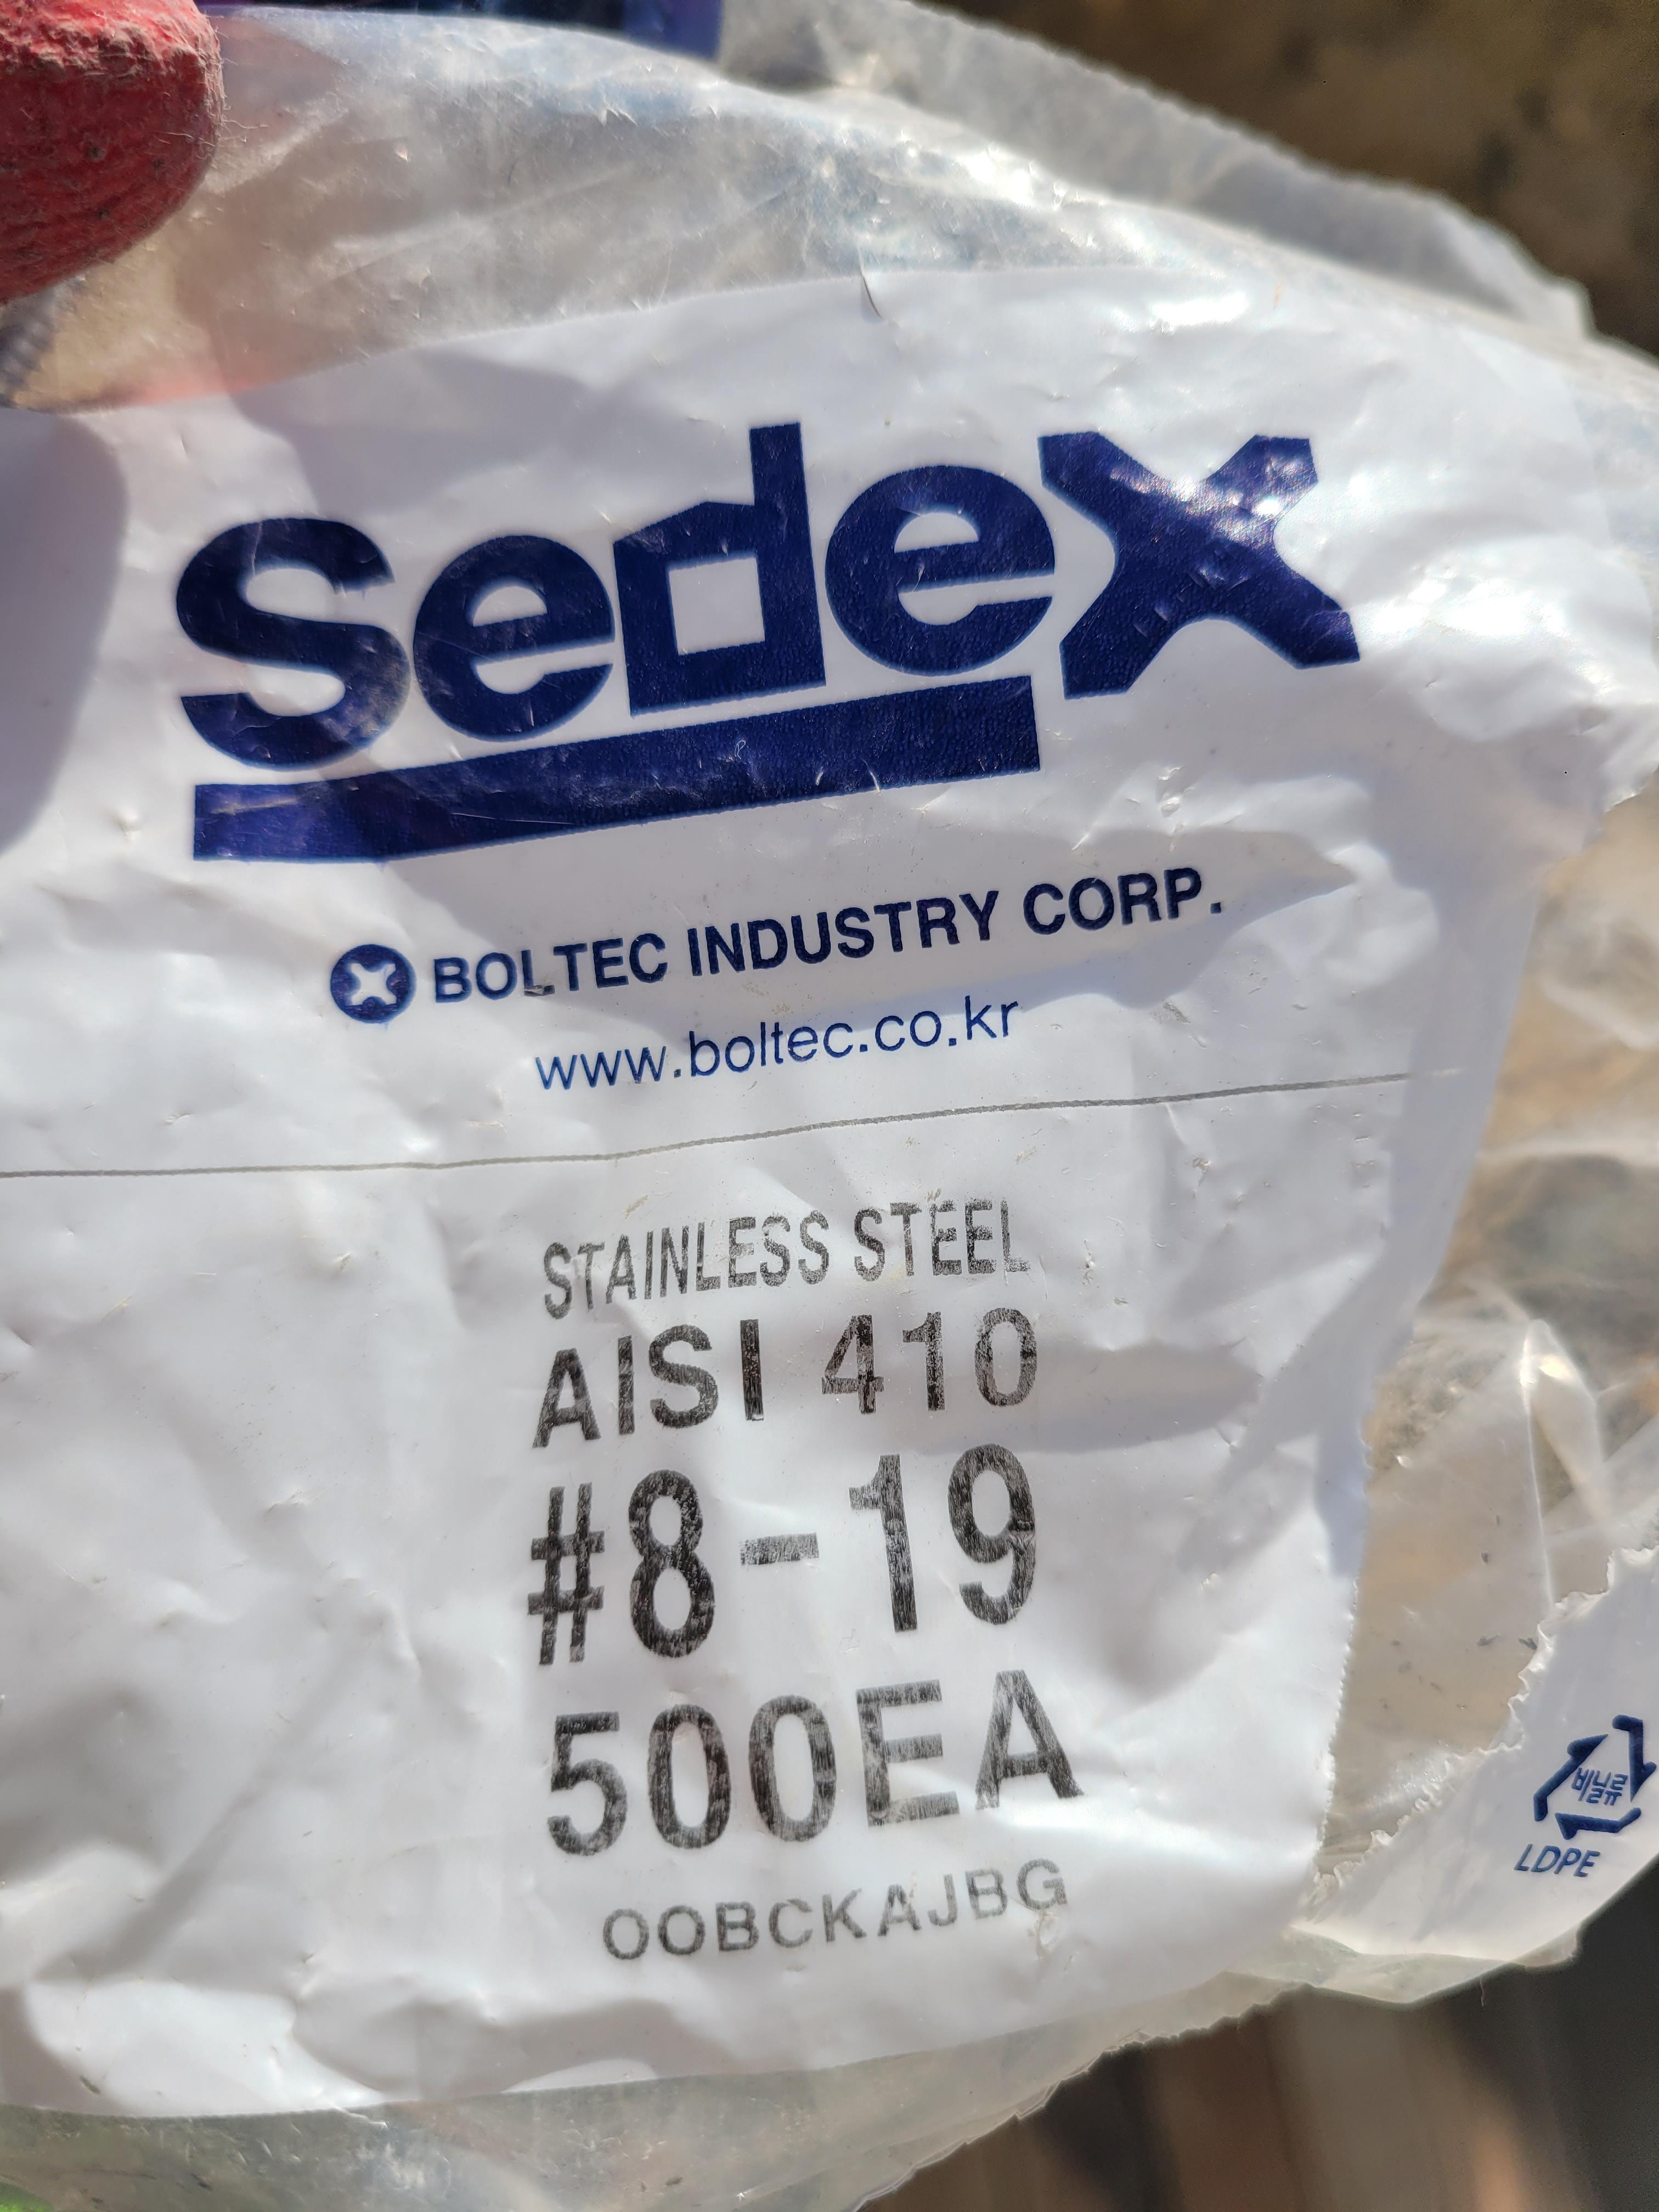 sedex
BOLTEC INDUSTRY CORP.
www.boltec.co.kr
STAINLESS STEEL
AISI 410
#8-19
500EA
OOBCKAJBG
비닐류
LDPE